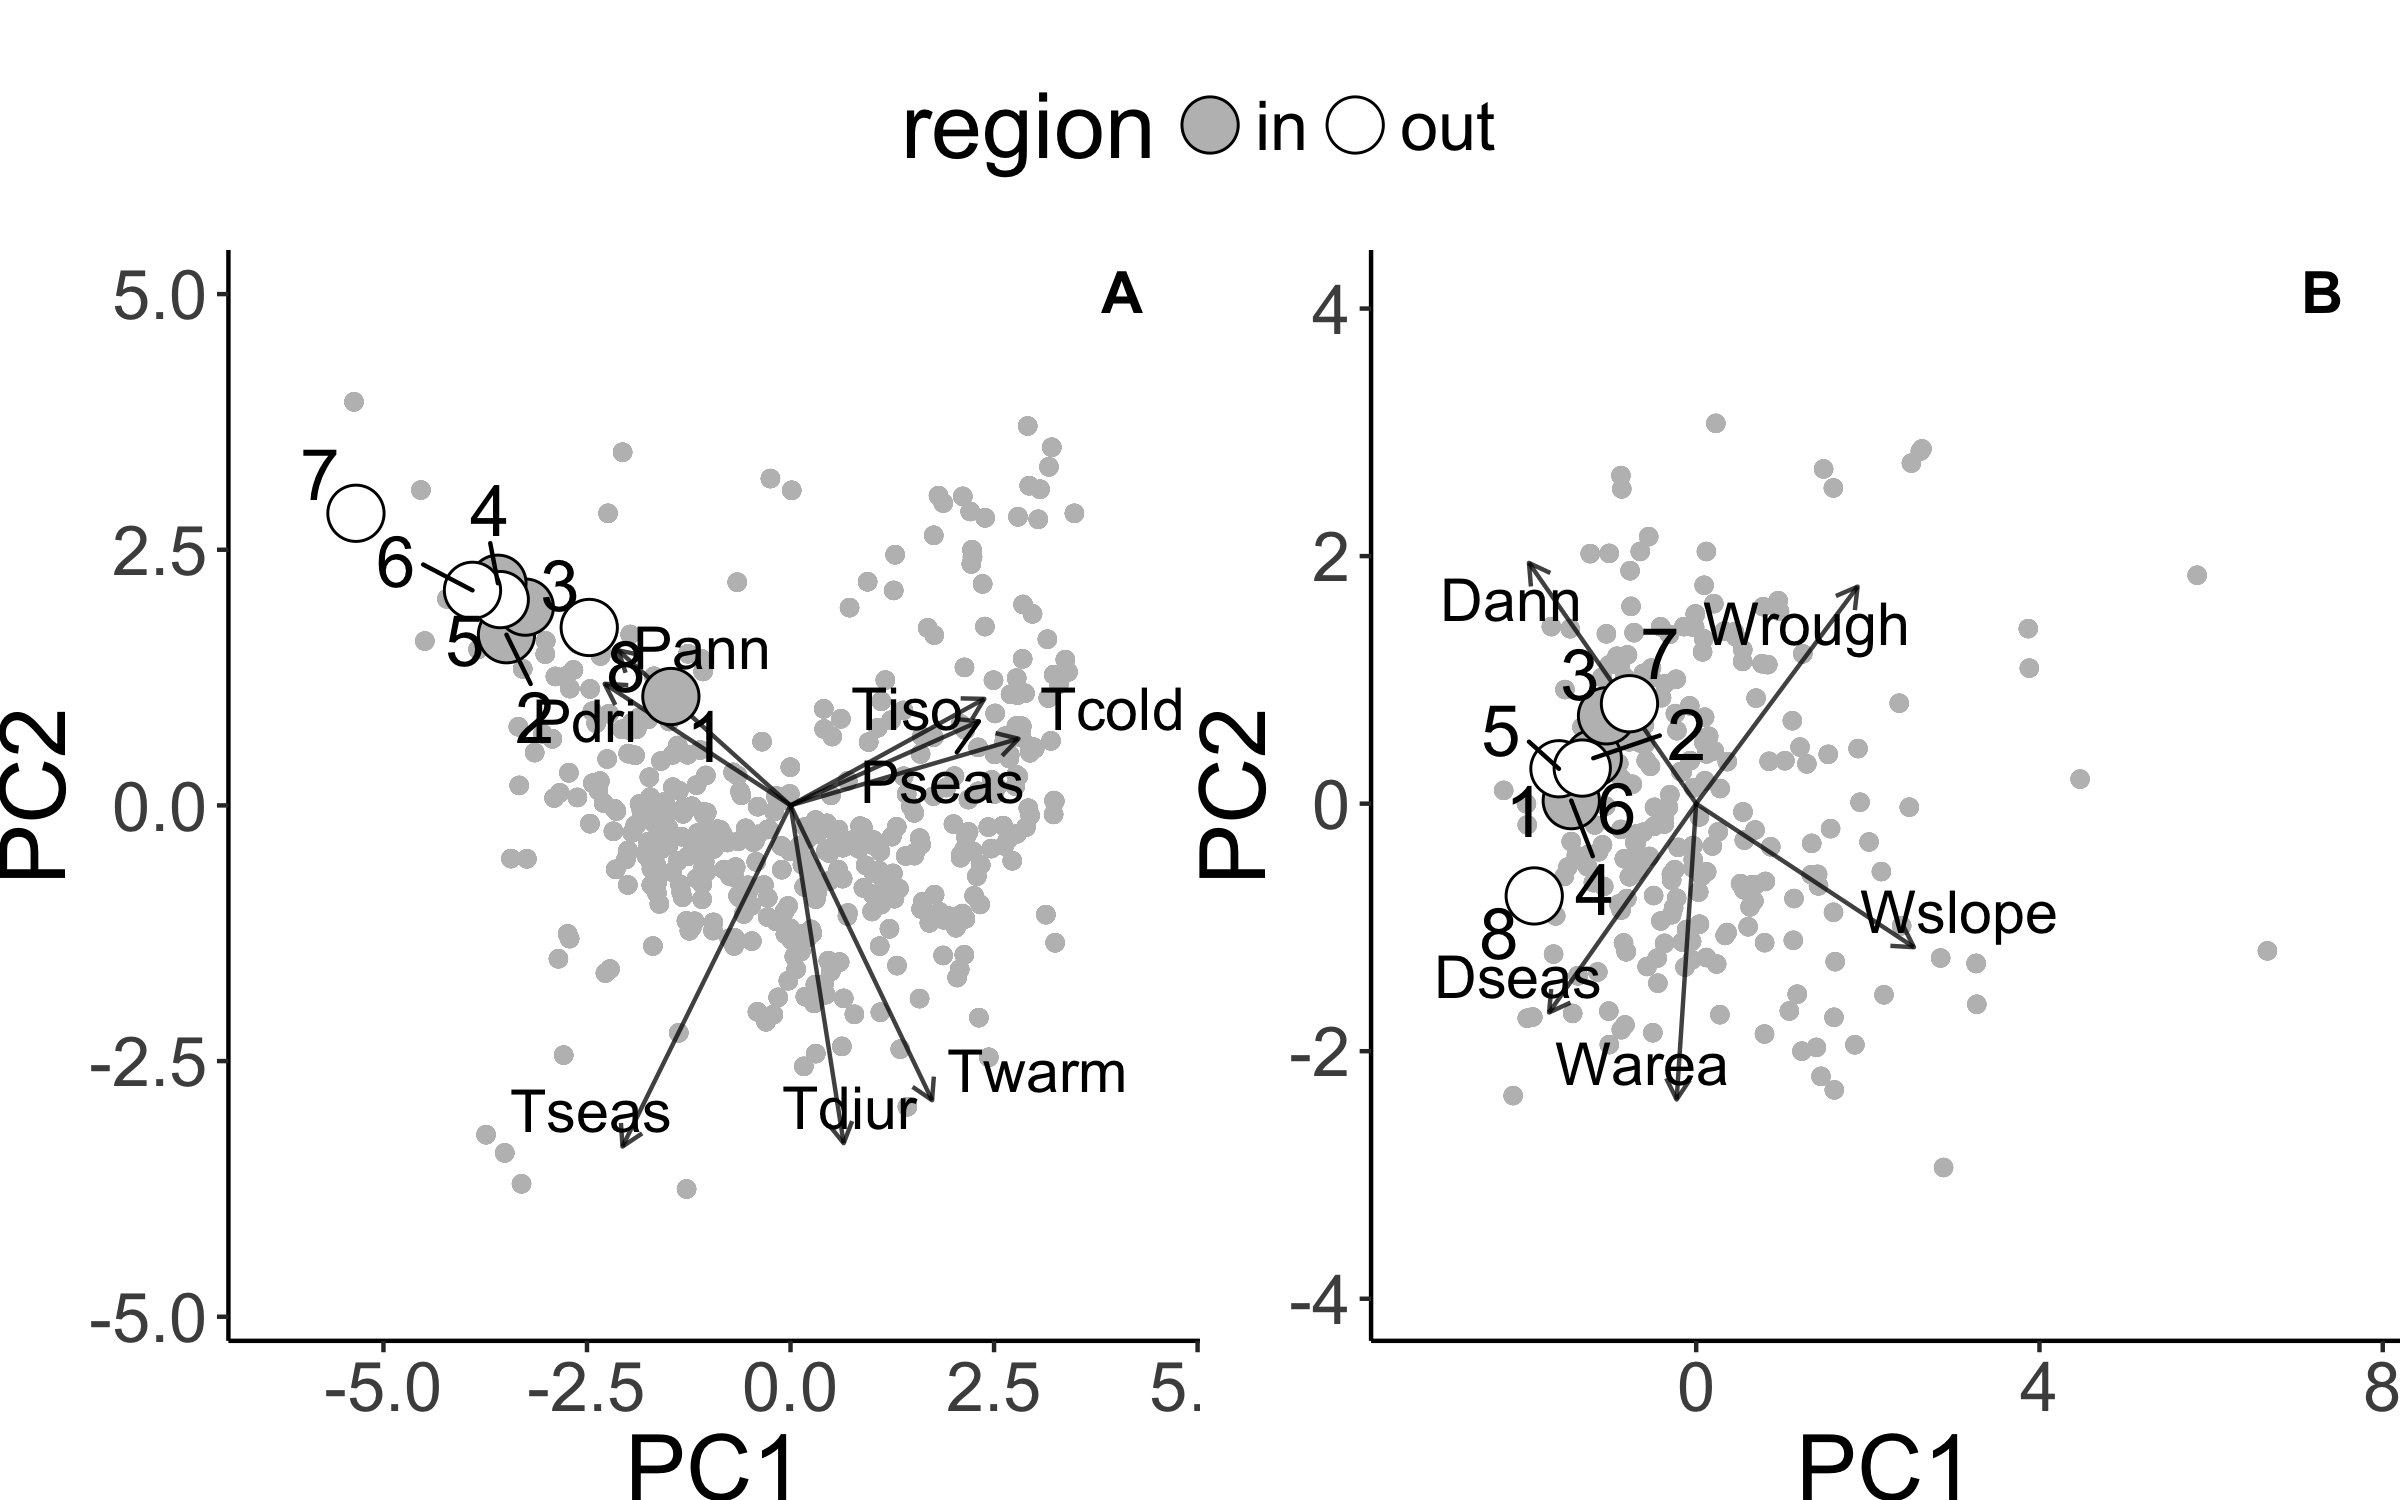 region in out
A
5.0
2.5
0.0
-2.5
-5.0
PC2
7
4
6
3
5
8
2
1
Pann
Pdri
Tiso
Tcold
Pseas
Tseas
Tdiur
Twarm
-5.0 -2.5 0.0 2.5 5.
PC1
B
4
2
0
-2
-4
PC2
Dann
Wrough
7
3
5
2
1
6
4
8
Dseas
Wslope
Warea
0 4 8
PC1